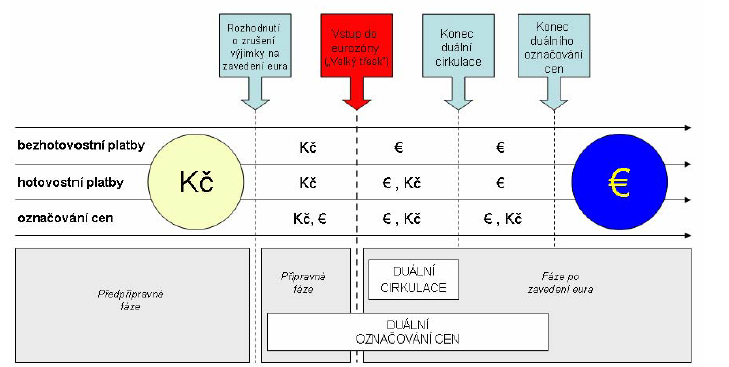 Rozhodnutí
o zrušení
výjimky na
zavedení eura
Vstup do
eurozóny
(„Velký třesk“)
Konec
duální
cirkulace
Konec
duálního
označování
cen
bezhotovostní platby
Kč
€
€
hotovostní platby
Kč
€ , Kč
€
označování cen
Kč, €
€ , Kč
€ , Kč
Kč
€
Předpřípravná
fáze
Přípravná
fáze
DUÁLNÍ
CIRKULACE
Fáze po
zavedení eura
DUÁLNÍ
OZNAČOVÁNÍ CEN